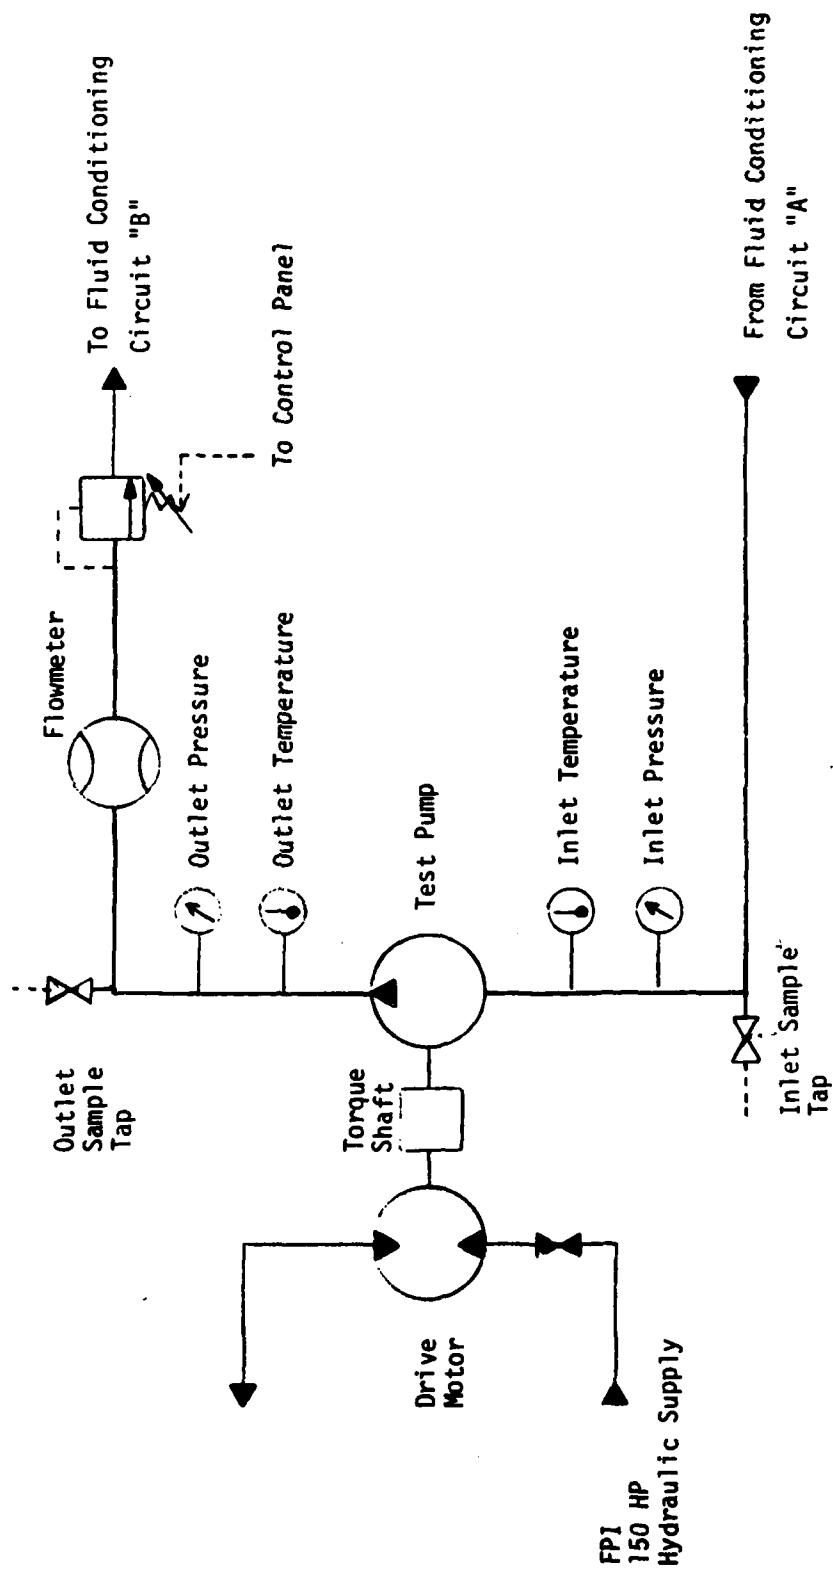 To Fluid Conditioning
Circuit "B"
To Control Panel
Flowmeter
Outlet Pressure
Outlet Temperature
Outlet
Sample
Tap
Test Pump
Torque
Shaft
Drive
Motor
Inlet Temperature
Inlet Pressure
From Fluid Conditioning
Circuit "A"
Inlet Sample
Tap
FPI
150 HP
Hydraulic Supply